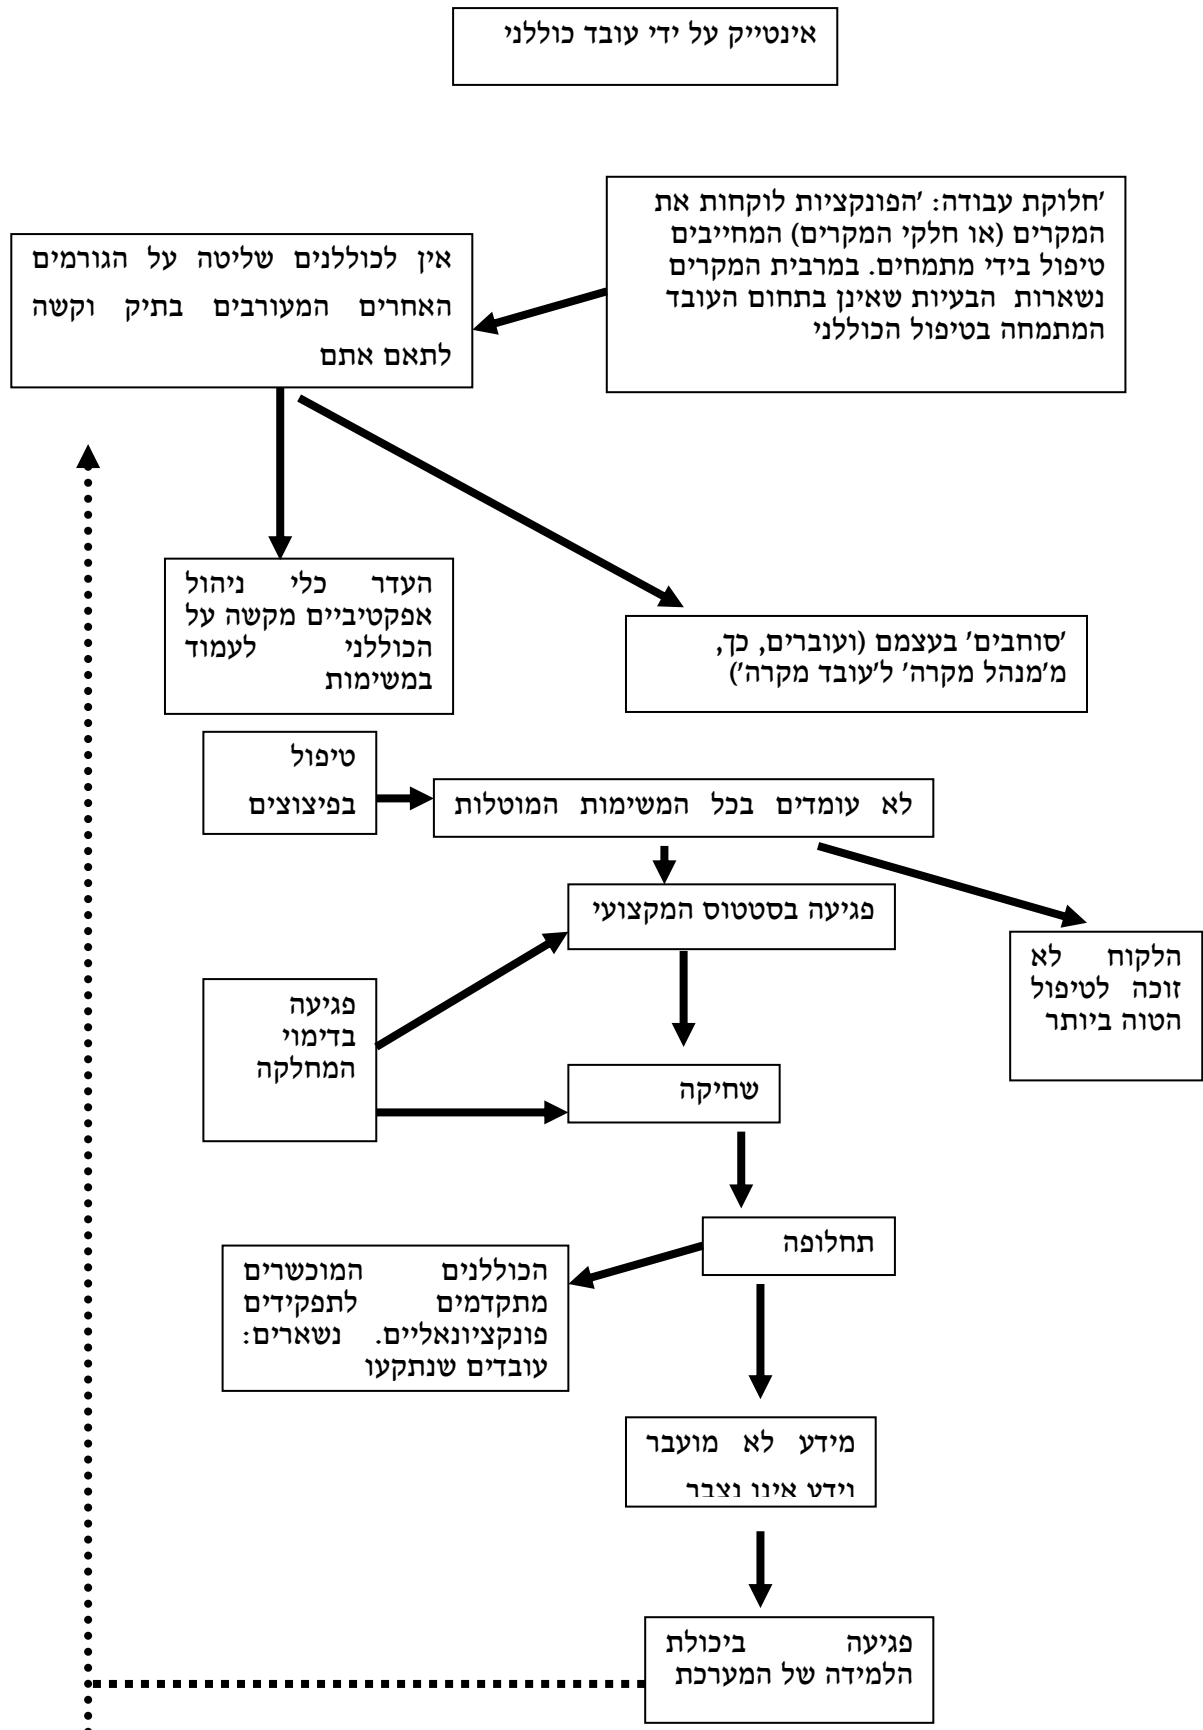 אינטייק על ידי עובד כוללני
'חלוקת עבודה: 'הפונקציות לוקחות את
המקרים (או חלקי המקרים) המחייבים
טיפול בידי מתמחים. במרבית המקרים
נשארות הבעיות שאינן בתחום העובד
המתמחה בטיפול הכוללני
אין לכוללנים שליטה על הגורמים
האחרים המעורבים בתיק וקשה
לתאם אתם
העדר כלי ניהול
אפקטיביים מקשה על
הכוללני לעמוד
במשימות
'סוחבים' בעצמם (ועוברים, כך,
מ'מנהל מקרה' ל'עובד מקרה')
טיפול
בפיצוצים
לא עומדים בכל המשימות המוטלות
פגיעה בסטטוס המקצועי
הלקוח לא
זוכה לטיפול
הטוה ביותר
פגיעה
בדימוי
המחלקה
שחיקה
תחלופה
הכוללנים המוכשרים
מתקדמים לתפקידים
פונקציונאליים. נשארים:
עובדים שנתקעו
מידע לא מועבר
וידע אינו נצבר
פגיעה ביכולת
הלמידה של המערכת